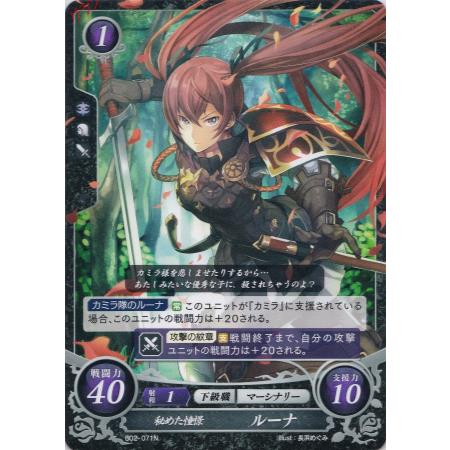 1
カミラ様を悲しませたりするから…
あたしみたいな優秀な子に、殺されちゃうのよ?
カミラ隊のルーナ 常 このユニットが『カミラ』に支援されている
場合、このユニットの戦闘力は+20される。
攻撃の紋章 支 戦闘終了まで、自分の攻撃
ユニットの戦闘力は+20される。
戦闘力
40
射程 1 下級職 マーシナリー
支援力
10
秘めた憧憬 ルーナ
B02-071N
Illust:長浜めぐみ